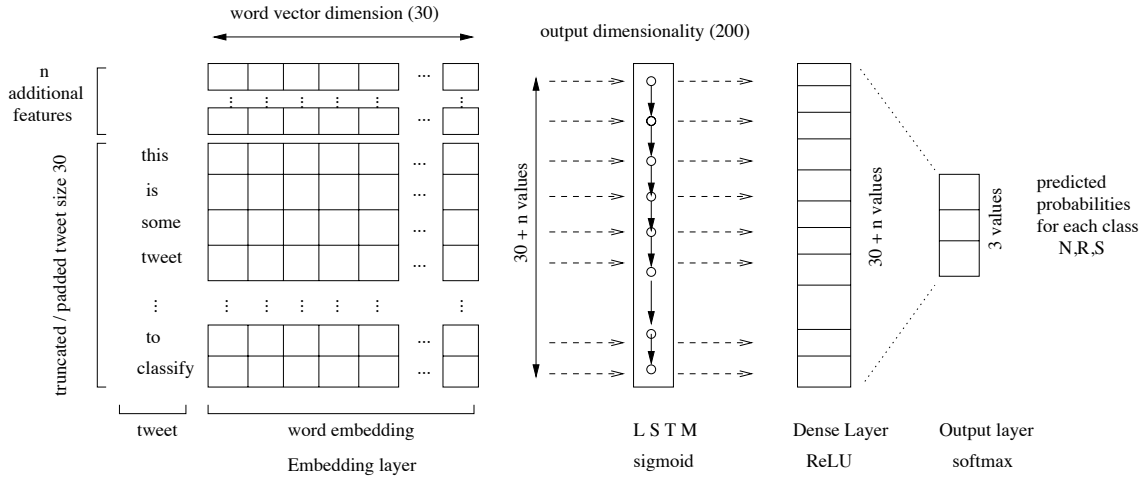 word vector dimension (30)
output dimensionality (200)
n
additional
features
...
...
truncated / padded tweet size 30
this
is
some
tweet
...
to
classify
...
...
...
...
...
...
30 + n values
30 + n values
3 values
predicted
probabilities
for each class
N,R,S
tweet
word embedding
Embedding layer
L S T M
sigmoid
Dense Layer
ReLU
Output layer
softmax